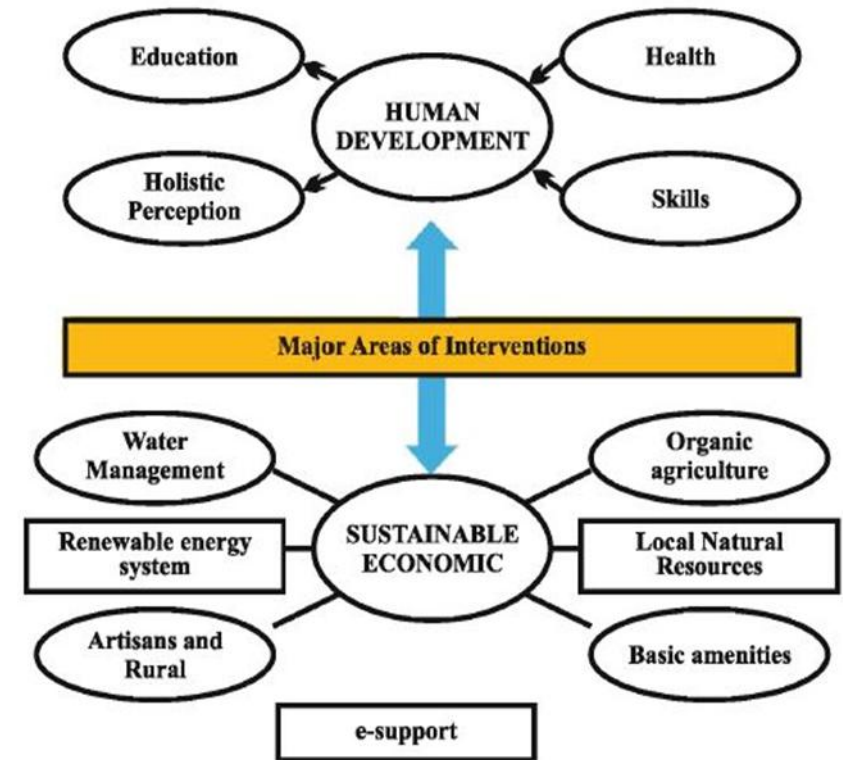 Education
Health
HUMAN
DEVELOPMENT
Holistic
Perception
Skills
Major Areas of Interventions
Water
Management
Organic
agriculture
Renewable energy
system
SUSTAINABLE
ECONOMIC
Local Natural
Resources
Artisans and
Rural
Basic amenities
e-support